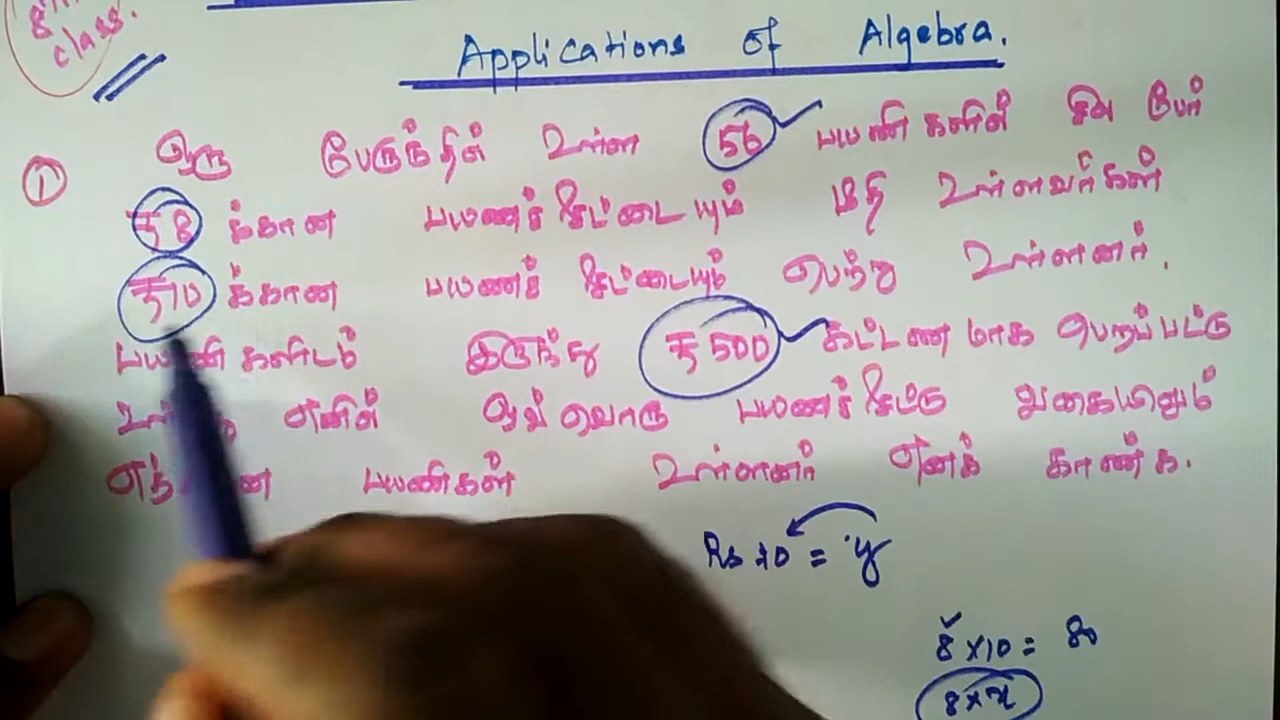 8th
class.
Applications of Algebra.
① ஒரு பேருந்தில் உள்ள 56 பயணிகளில் சில பேர்
₹8 க்கான பயணச்சீட்டையும் மீதி உள்ளவர்கள்
₹10 க்கான பயணச்சீட்டையும் பெற்று உள்ளனர்.
பயணிகளிடம் இருந்து ₹500 கட்டணமாக பெறப்பட்டு
எனில் ஒவ்வொரு பயணச்சீட்டு வகையிலும்
பயணிகள் உள்ளனர் எனக் காண்க.
Rs 10 = y
8×10 = 80
8×x